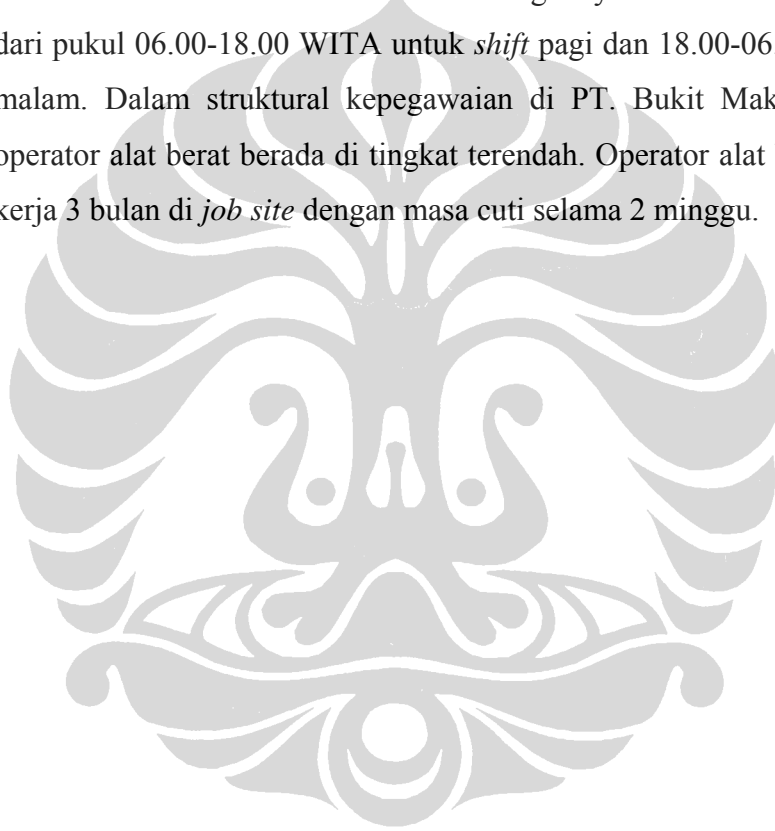 dari pukul 06.00-18.00 WITA untuk shift pagi dan 18.00-06
malam. Dalam struktural kepegawaian di PT. Bukit Mak
operator alat berat berada di tingkat terendah. Operator alat
kerja 3 bulan di job site dengan masa cuti selama 2 minggu.